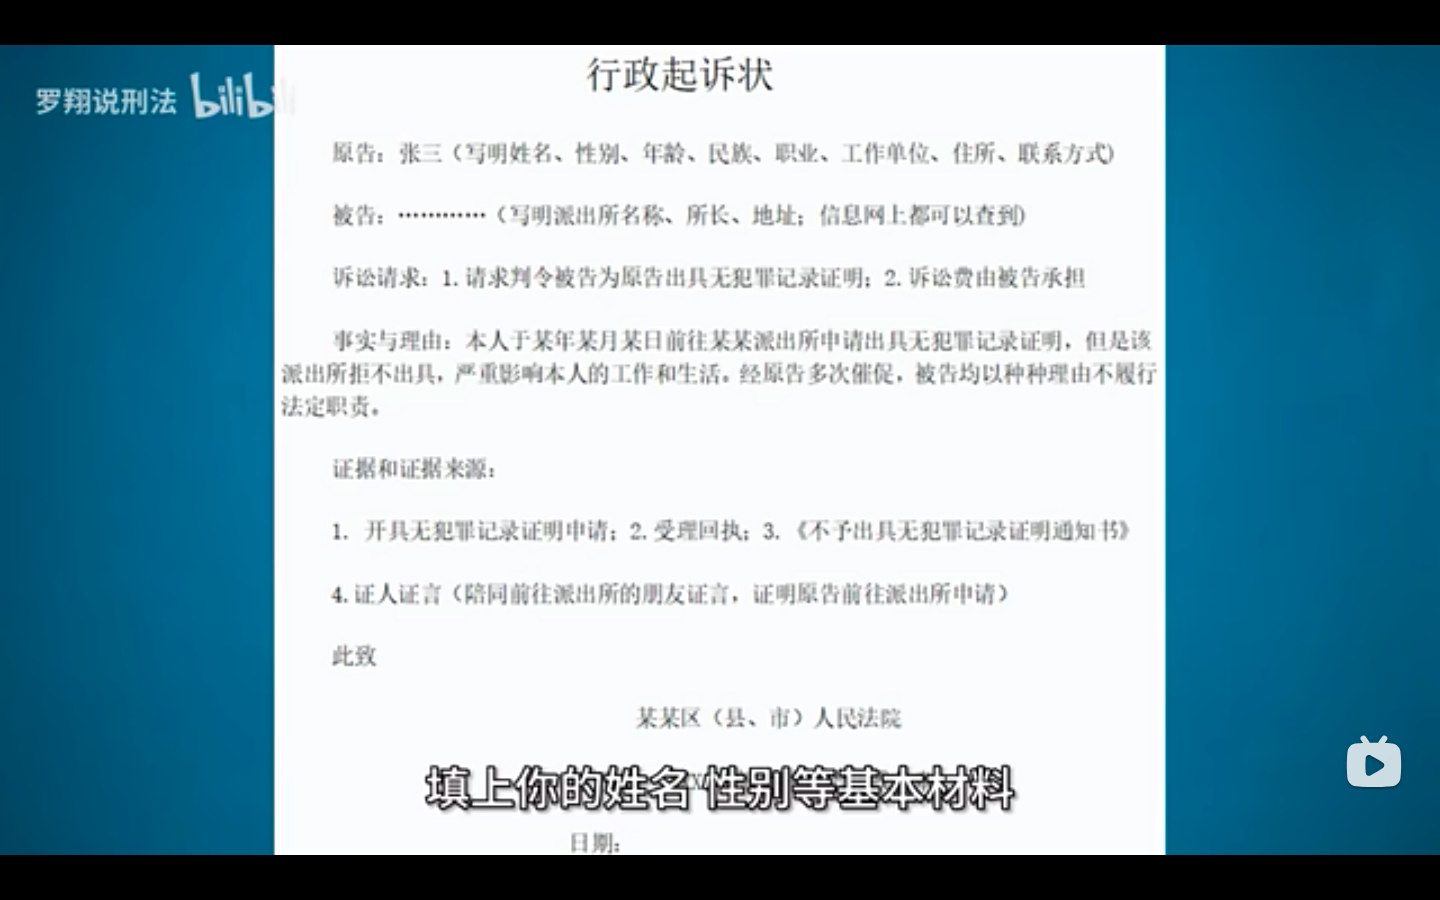 行政起诉状
罗翔说刑法 bilibili
原告：张三（写明姓名、性别、年龄、民族、职业、工作单位、住所、联系方式)
被告：…………（写明派出所名称、所长、地址；信息网上都可以查到)
诉讼请求：1.请求判令被告为原告出具无犯罪记录证明；2.诉讼费由被告承担
事实与理由：本人于某年某月某日前往某某派出所申请出具无犯罪记录证明，但是该
派出所拒不出具，严重影响本人的工作和生活。经原告多次催促，被告均以种种理由不履行
法定职责。
证据和证据来源：
1. 开具无犯罪记录证明申请；2.受理回执；3.《不予出具无犯罪记录证明通知书》
4.证人证言（陪同前往派出所的朋友证言，证明原告前往派出所申请）
此致
某某区（县、市）人民法院
填上你的姓名 性别等基本材料
日期：